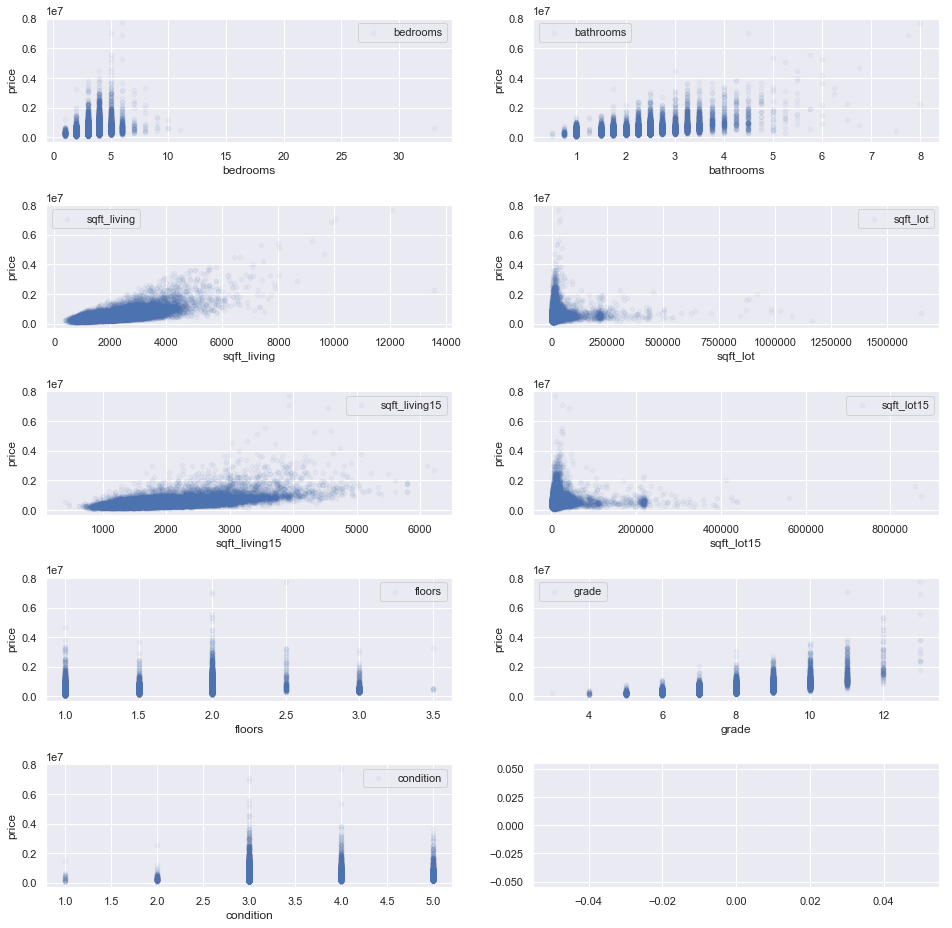 1e7
0.8
0.6
0.4
0.2
0.0
price
bedrooms
0 5 10 15 20 25 30
bedrooms
1e7
0.8
0.6
0.4
0.2
0.0
price
bathrooms
1 2 3 4 5 6 7 8
bathrooms
1e7
0.8
0.6
0.4
0.2
0.0
price
sqft_living
0 2000 4000 6000 8000 10000 12000 14000
sqft_living
1e7
0.8
0.6
0.4
0.2
0.0
price
sqft_lot
0 250000 500000 750000 1000000 1250000 1500000
sqft_lot
1e7
0.8
0.6
0.4
0.2
0.0
price
sqft_living15
1000 2000 3000 4000 5000 6000
sqft_living15
1e7
0.8
0.6
0.4
0.2
0.0
price
sqft_lot15
0 200000 400000 600000 800000
sqft_lot15
1e7
0.8
0.6
0.4
0.2
0.0
price
floors
1.0 1.5 2.0 2.5 3.0 3.5
floors
1e7
0.8
0.6
0.4
0.2
0.0
price
grade
4 6 8 10 12
grade
1e7
0.8
0.6
0.4
0.2
0.0
price
condition
1.0 1.5 2.0 2.5 3.0 3.5 4.0 4.5 5.0
condition
0.050
0.025
0.000
−0.025
−0.050
−0.04 −0.02 0.00 0.02 0.04